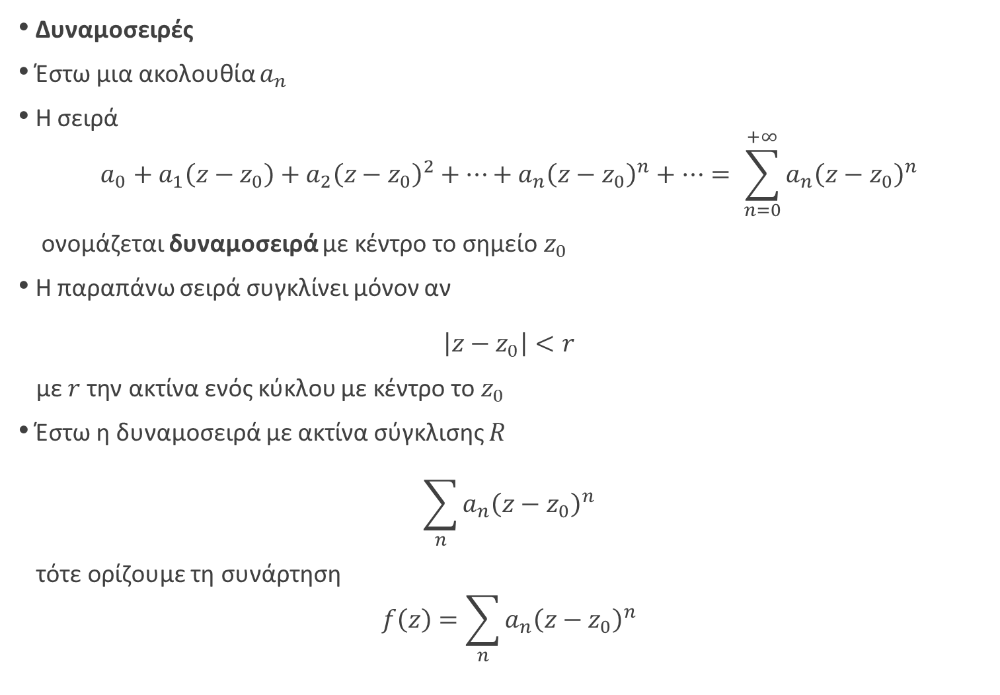 • Δυναμοσειρές
• Έστω μια ακολουθία $a_n$
• Η σειρά
$a_0 + a_1(z - z_0) + a_2(z - z_0)^2 + \cdots + a_n(z - z_0)^n + \cdots = \sum_{n=0}^{+\infty} a_n(z - z_0)^n$
ονομάζεται δυναμοσειρά με κέντρο το σημείο $z_0$
• Η παραπάνω σειρά συγκλίνει μόνον αν
$|z - z_0| < r$
με $r$ την ακτίνα ενός κύκλου με κέντρο το $z_0$
• Έστω η δυναμοσειρά με ακτίνα σύγκλισης $R$
$\sum_n a_n(z - z_0)^n$
τότε ορίζουμε τη συνάρτηση
$f(z) = \sum_n a_n(z - z_0)^n$